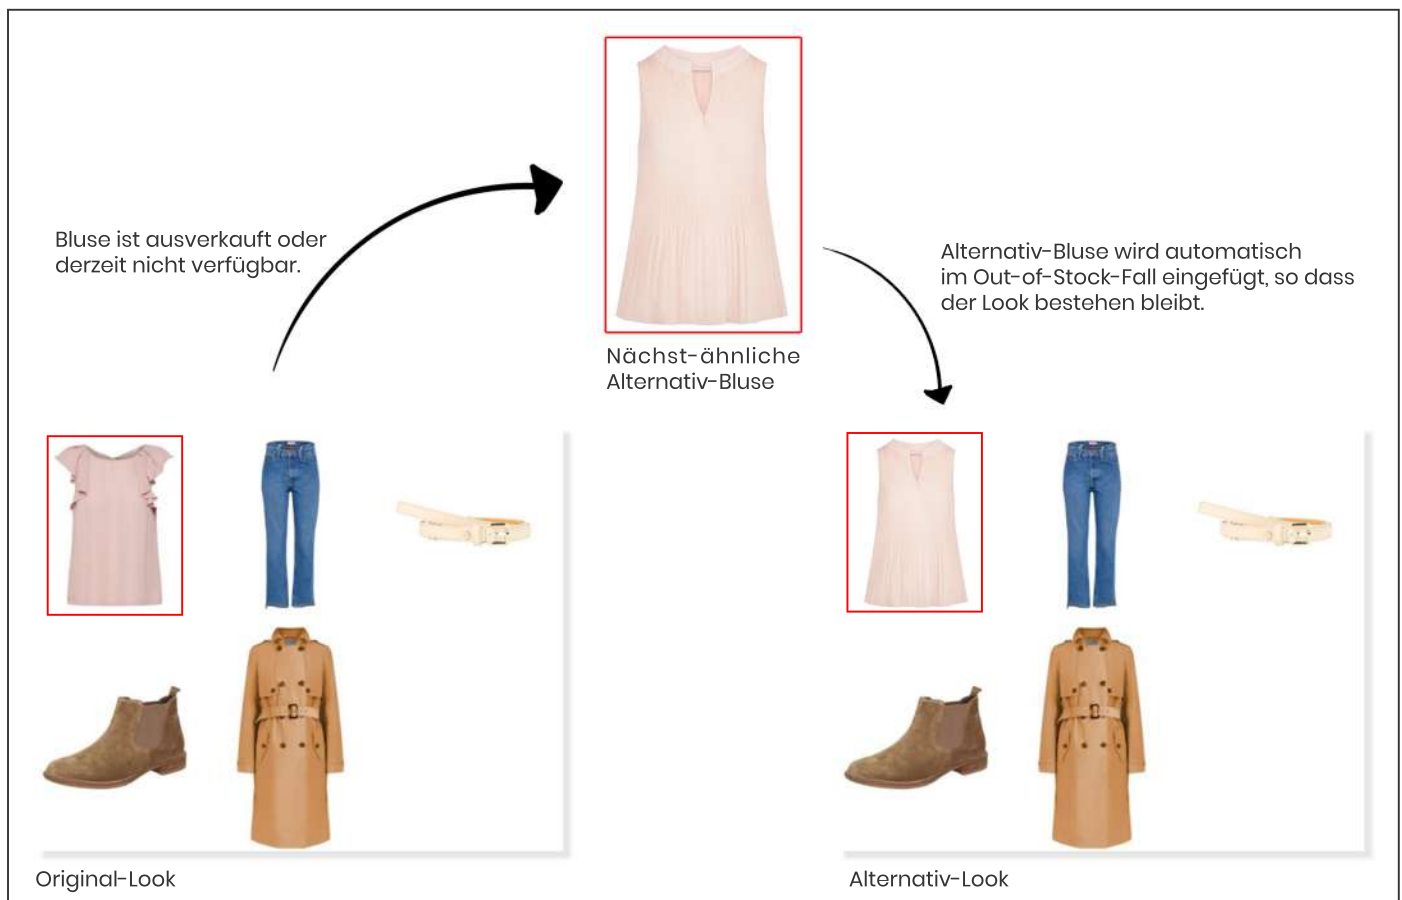 Bluse ist ausverkauft oder
derzeit nicht verfügbar.
Nächst-ähnliche
Alternativ-Bluse
Alternativ-Bluse wird automatisch
im Out-of-Stock-Fall eingefügt, so dass
der Look bestehen bleibt.
Original-Look
Alternativ-Look